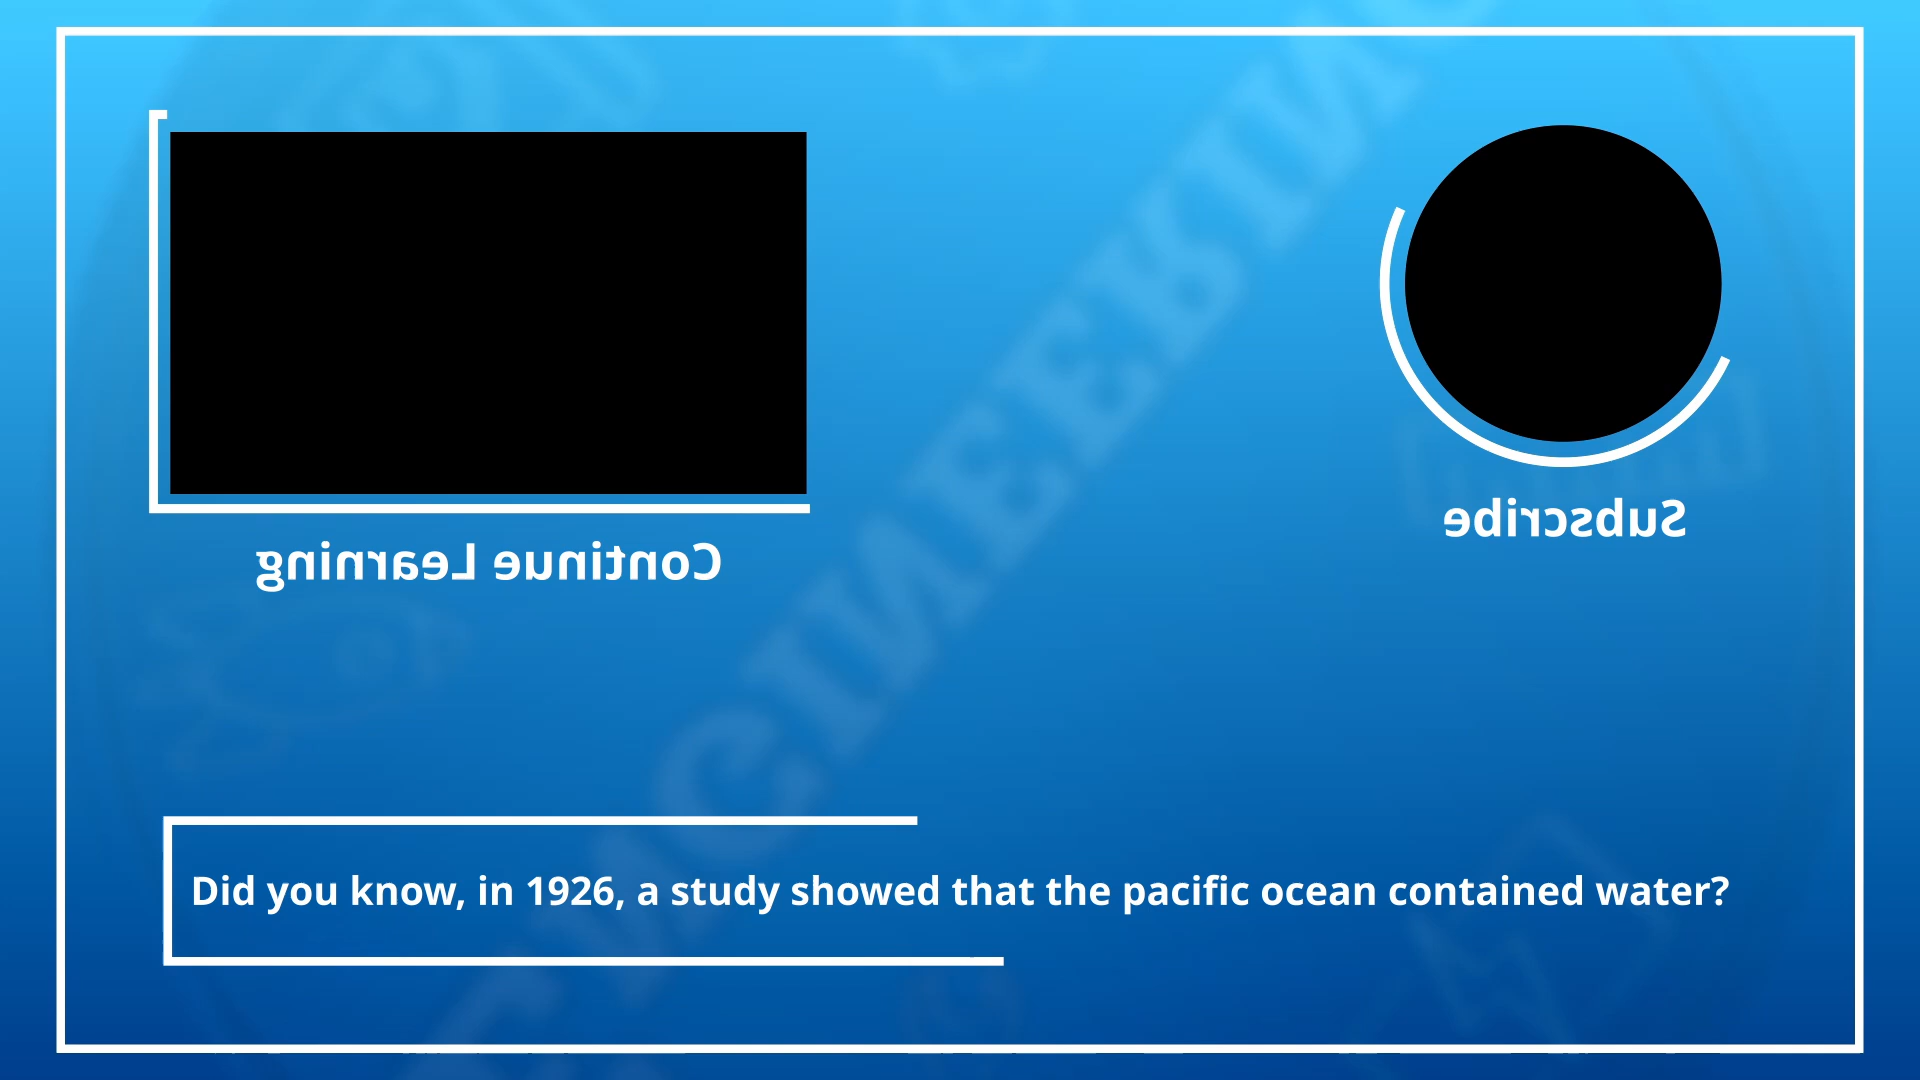 Subscribe
Continue Learning
Did you know, in 1926, a study showed that the pacific ocean contained water?